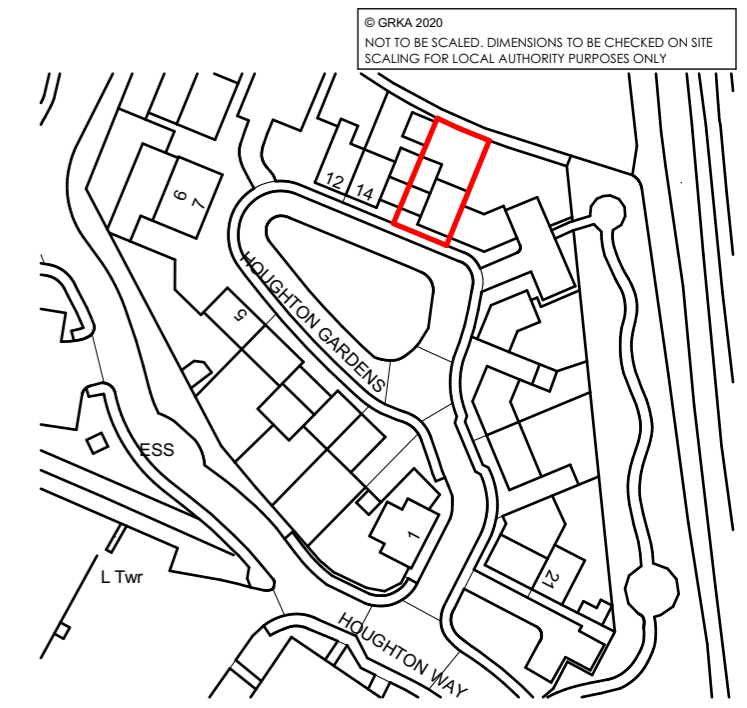 © GRKA 2020
NOT TO BE SCALED. DIMENSIONS TO BE CHECKED ON SITE
SCALING FOR LOCAL AUTHORITY PURPOSES ONLY
12
14
6
7
HOUGHTON GARDENS
5
ESS
1
L Twr
21
HOUGHTON WAY